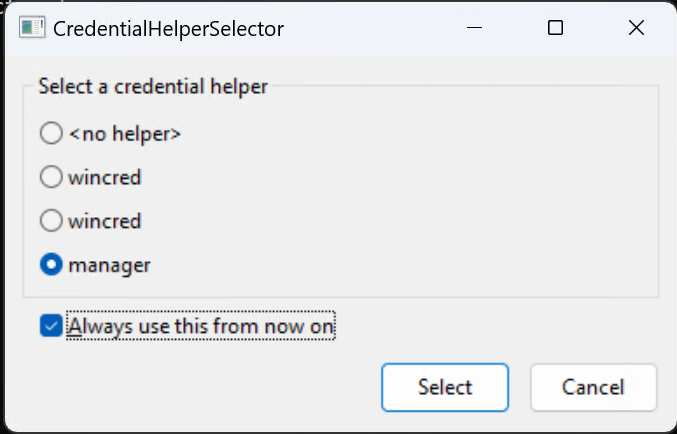 CredentialHelperSelector
Select a credential helper
<no helper>
wincred
wincred
manager
Always use this from now on
Select
Cancel